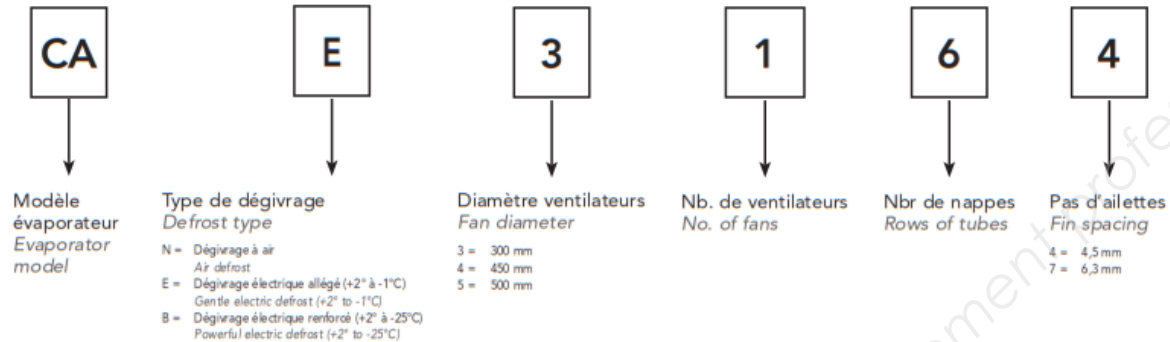 CA E 3 1 6 4
Modèle
évaporateur
Evaporator
model
Type de dégivrage
Defrost type
N = Dégivrage à air
Air defrost
E = Dégivrage électrique allégé (+2° à -1°C)
Gentle electric defrost (+2° to -1°C)
B = Dégivrage électrique renforcé (+2° à -25°C)
Powerful electric defrost (+2° to -25°C)
Diamètre ventilateurs
Fan diameter
3 = 300 mm
4 = 450 mm
5 = 500 mm
Nb. de ventilateurs
No. of fans
Nbr de nappes
Rows of tubes
Pas d'ailettes
Fin spacing
4 = 4,5 mm
7 = 6,3 mm